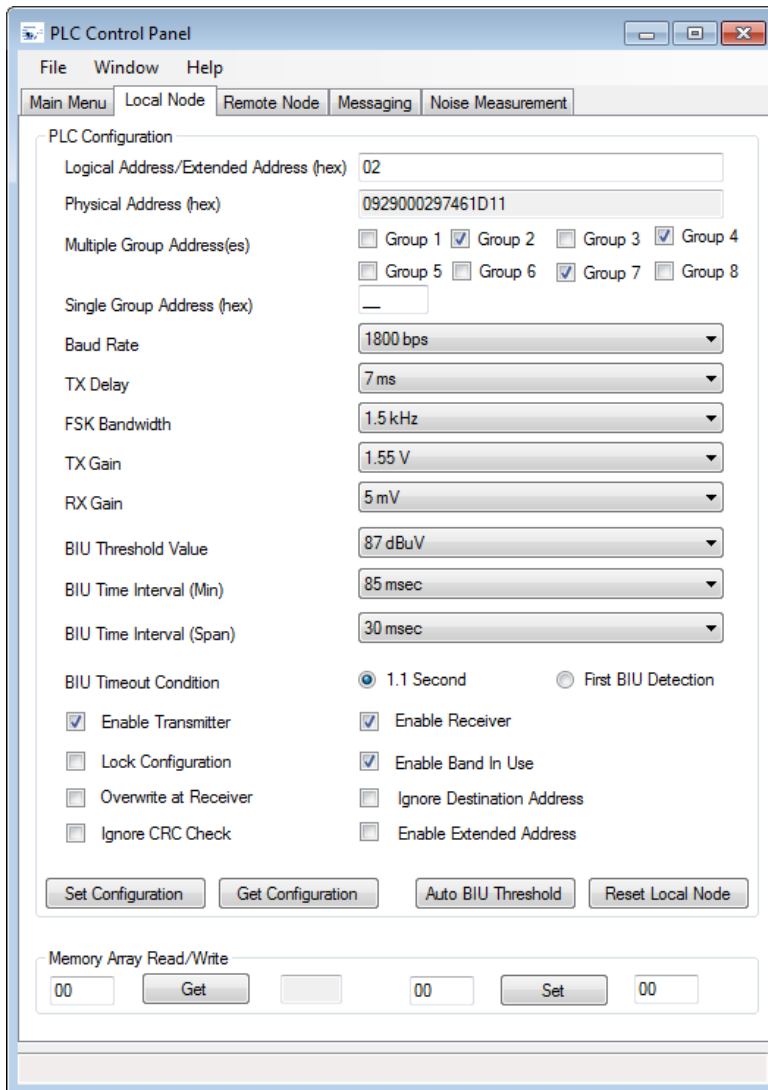 PLC Control Panel
File Window Help
Main Menu Local Node Remote Node Messaging Noise Measurement
PLC Configuration
Logical Address/Extended Address (hex) 02
Physical Address (hex) 0929000297461D11
Multiple Group Address(es) Group 1 Group 2 Group 3 Group 4
Group 5 Group 6 Group 7 Group 8
Single Group Address (hex) __
Baud Rate 1800 bps
TX Delay 7 ms
FSK Bandwidth 1.5 kHz
TX Gain 1.55 V
RX Gain 5 mV
BIU Threshold Value 87 dBuV
BIU Time Interval (Min) 85 msec
BIU Time Interval (Span) 30 msec
BIU Timeout Condition 1.1 Second First BIU Detection
Enable Transmitter Enable Receiver
Lock Configuration Enable Band In Use
Overwrite at Receiver Ignore Destination Address
Ignore CRC Check Enable Extended Address
Set Configuration Get Configuration Auto BIU Threshold Reset Local Node
Memory Array Read/Write
00 Get 00 Set 00